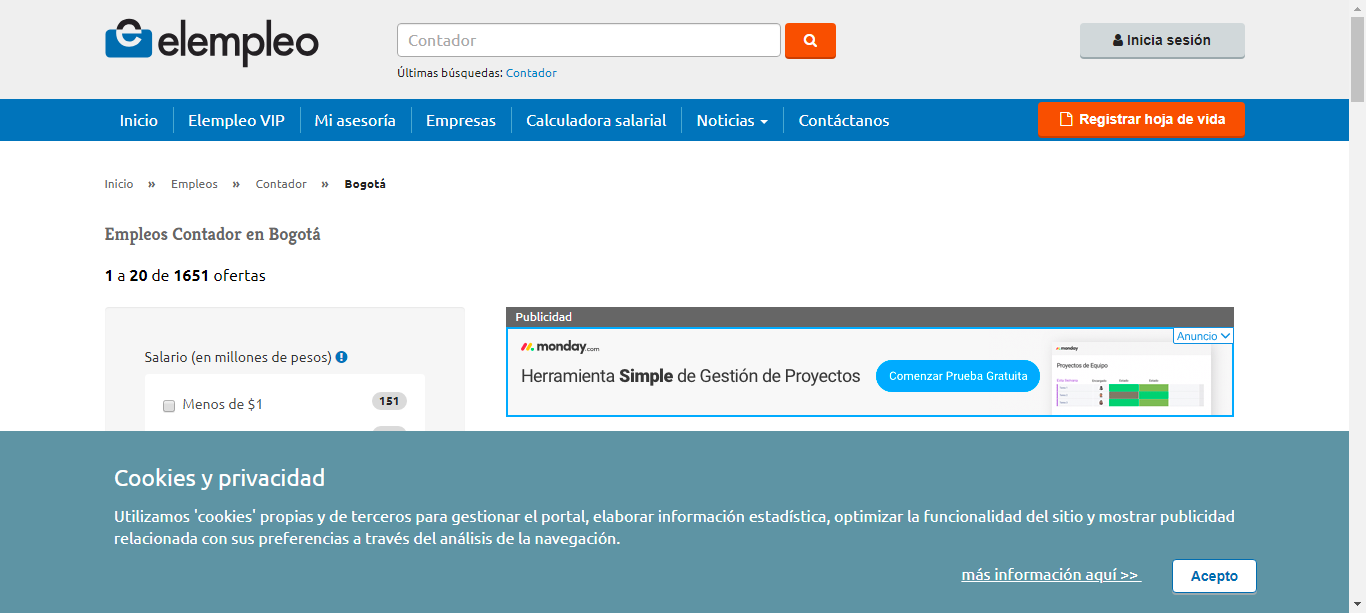 elempleo
Contador
Últimas búsquedas: Contador
Inicia sesión
Inicio Elempleo VIP Mi asesoría Empresas Calculadora salarial Noticias Contáctanos
Registrar hoja de vida
Inicio » Empleos » Contador » Bogotá
Empleos Contador en Bogotá
1 a 20 de 1651 ofertas
Salario (en millones de pesos)
Menos de $1 151
Publicidad
Anuncio
monday.com
Herramienta Simple de Gestión de Proyectos
Comenzar Prueba Gratuita
monday
Proyectos de Equipo
Cookies y privacidad
Utilizamos 'cookies' propias y de terceros para gestionar el portal, elaborar información estadística, optimizar la funcionalidad del sitio y mostrar publicidad
relacionada con sus preferencias a través del análisis de la navegación.
más información aquí >>
Acepto